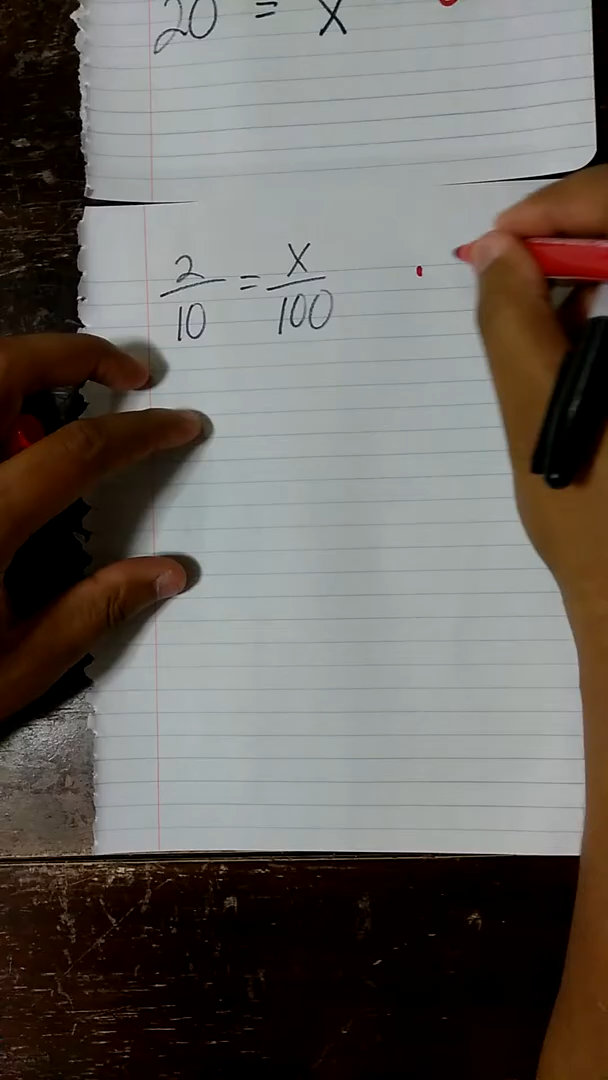 20 = x
2/10 = x/100